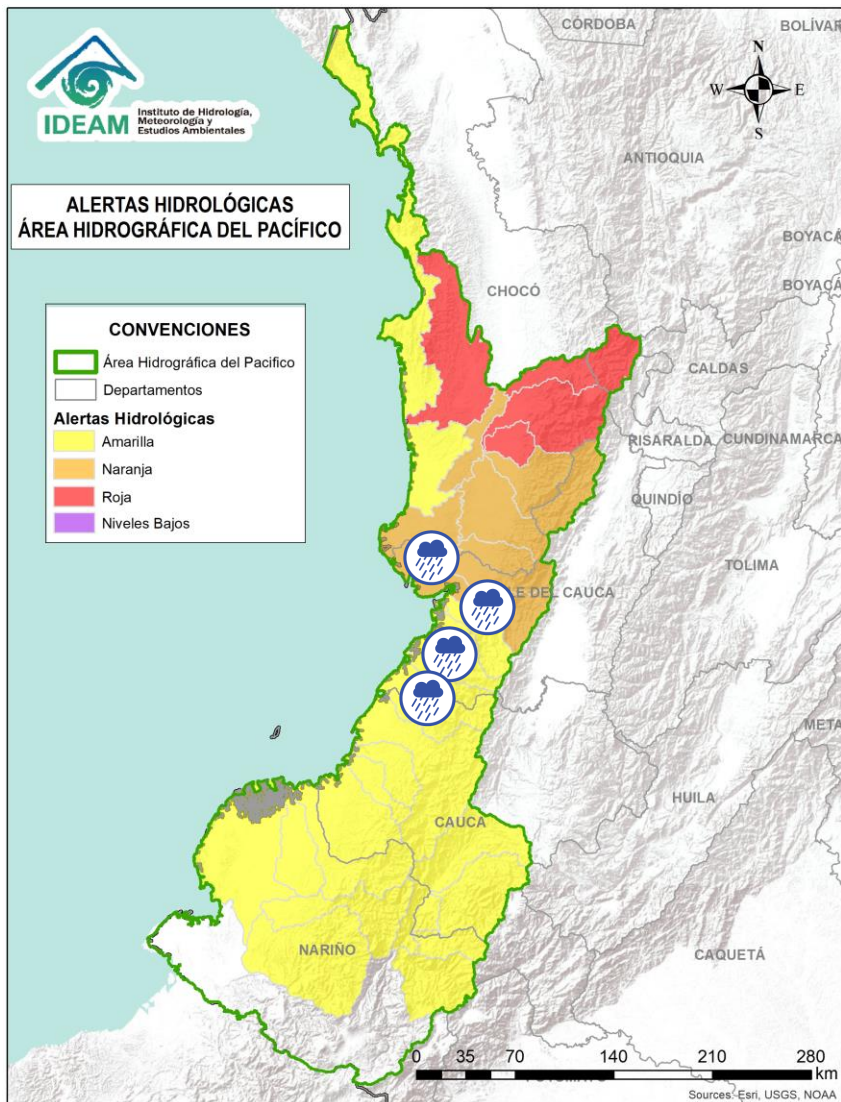 IDEAM
Instituto de Hidrología,
Meteorología y
Estudios Ambientales
ALERTAS HIDROLÓGICAS
ÁREA HIDROGRÁFICA DEL PACÍFICO
CONVENCIONES
Área Hidrográfica del Pacifico
Departamentos
Alertas Hidrológicas
Amarilla
Naranja
Roja
Niveles Bajos
CÓRDOBA
BOLÍVAR
N
W
E
S
ANTIOQUIA
BOYACÁ
CHOCÓ
BOYACÁ
CALDAS
RISARALDA
CUNDINAMARCA
QUINDÍO
TOLIMA
LE DEL CAUCA
META
HUILA
CAUCA
NARIÑO
CAQUETÁ
0 35 70 140 210 280
km
Sources: Esri, USGS, NOAA